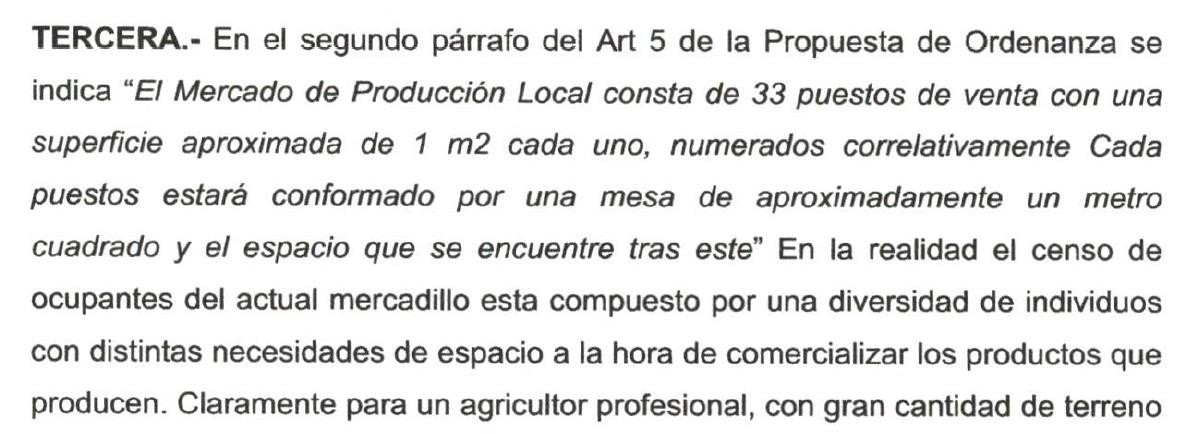 TERCERA.- En el segundo párrafo del Art 5 de la Propuesta de Ordenanza se
indica “El Mercado de Producción Local consta de 33 puestos de venta con una
superficie aproximada de 1 m2 cada uno, numerados correlativamente Cada
puestos estará conformado por una mesa de aproximadamente un metro
cuadrado y el espacio que se encuentre tras este” En la realidad el censo de
ocupantes del actual mercadillo esta compuesto por una diversidad de individuos
con distintas necesidades de espacio a la hora de comercializar los productos que
producen. Claramente para un agricultor profesional, con gran cantidad de terreno